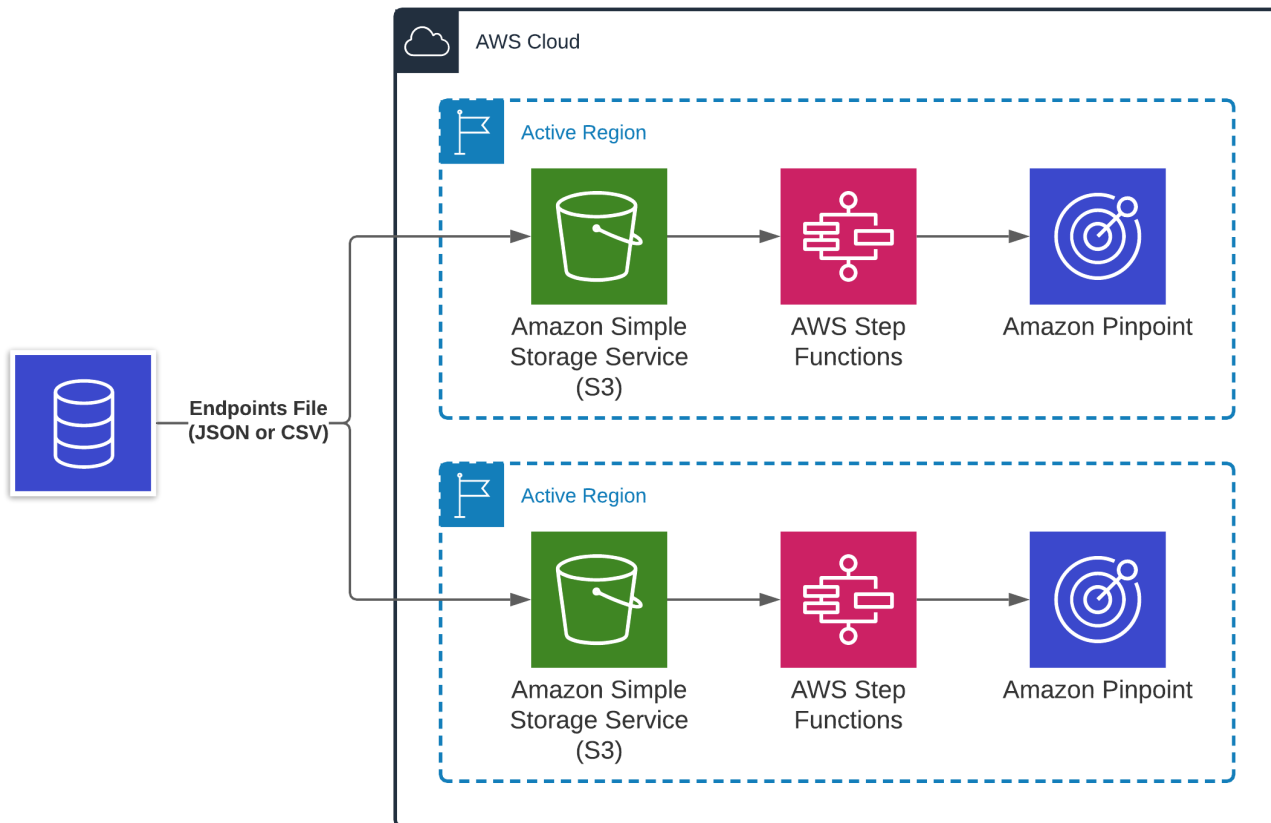 AWS Cloud
Active Region
Amazon Simple
Storage Service
(S3)
AWS Step
Functions
Amazon Pinpoint
Endpoints File
(JSON or CSV)
Active Region
Amazon Simple
Storage Service
(S3)
AWS Step
Functions
Amazon Pinpoint